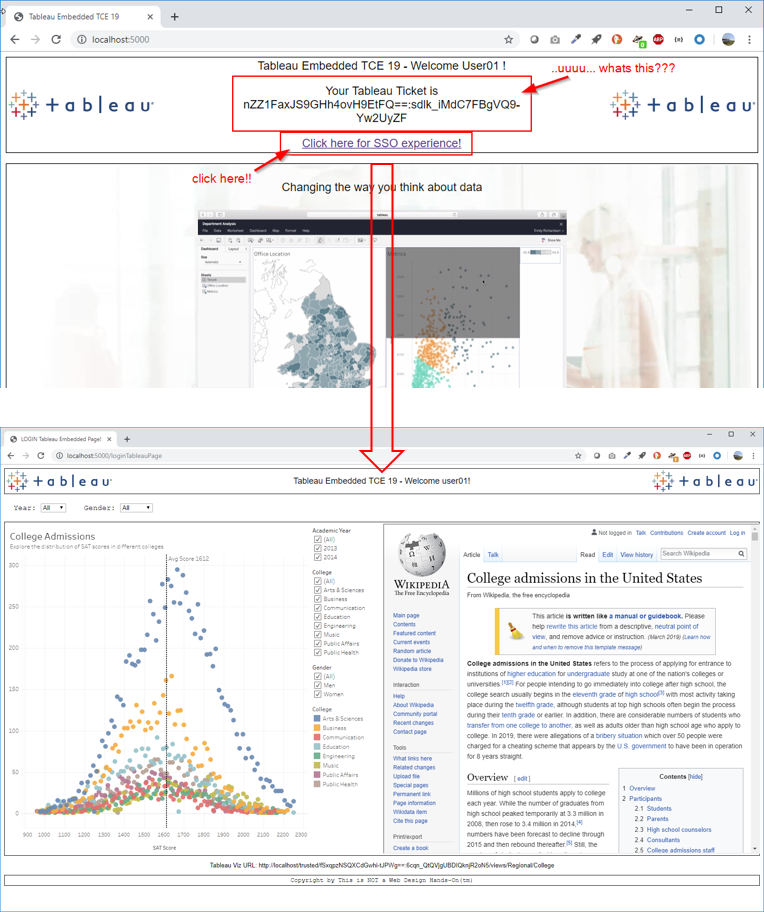 Tableau Embedded TCE 19
localhost:5000
Tableau Embedded TCE 19 - Welcome User01 !
..uuuu... whats this???
Your Tableau Ticket is
nZZ1FaxJS9GHh4ovH9EtFQ==:sdlk_iMdC7FBgVQ9-
Yw2UyZF
+ a b l e a u
+ a b l e a u
Click here for SSO experience!
click here!!
Changing the way you think about data
tableau
Department Analysis
File Data Worksheet Dashboard Map Format Help
Dashboard Layout
Size
Automatic
Sheets
Office Location
Metrics
Office Location
Metrics
Show Me
LOGIN Tableau Embedded Page!
localhost:5000/loginTableauPage
+ a b l e a u
Tableau Embedded TCE 19 - Welcome user01!
+ a b l e a u
Year: All Gender: All
College Admissions
Explore the distribution of SAT scores in different colleges
Avg Score 1612
300
250
200
150
100
50
0
900 1000 1100 1200 1300 1400 1500 1600 1700 1800 1900 2000 2100 2200 2300
SAT Score
Academic Year
(All)
2013
2014
College
(All)
Arts & Sciences
Business
Communication
Education
Engineering
Music
Public Affairs
Public Health
Gender
(All)
Men
Women
College
Arts & Sciences
Business
Communication
Education
Engineering
Music
Public Affairs
Public Health
WIKIPEDIA
The Free Encyclopedia
Main page
Contents
Featured content
Current events
Random article
Donate to Wikipedia
Wikipedia store
Interaction
Help
About Wikipedia
Community portal
Recent changes
Contact page
Tools
What links here
Related changes
Upload file
Special pages
Permanent link
Page information
Wikidata item
Cite this page
Print/export
Create a book
Not logged in Talk Contributions Create account Log in
Article Talk Read Edit View history Search Wikipedia
College admissions in the United States
From Wikipedia, the free encyclopedia
This article is written like a manual or guidebook. Please
help rewrite this article from a descriptive, neutral point of
view, and remove advice or instruction. (March 2019) (Learn how
and when to remove this template message)
College admissions in the United States refers to the process of applying for entrance to
institutions of higher education for undergraduate study at one of the nation's colleges or
universities.[1][2] For people intending to go immediately into college after high school, the
college search usually begins in the eleventh grade of high school[3] with most activity taking
place during the twelfth grade, although students at top high schools often begin the process
during their tenth grade or earlier. In addition, there are considerable numbers of students who
transfer from one college to another, as well as adults older than high school age who apply to
college. In 2019, there were allegations of a bribery situation which over 50 people were
charged for a cheating scheme that appears by the U.S. government to have been in operation
for 8 years straight.
Overview [ edit ]
Millions of high school students apply to college
each year. While the number of graduates
from high school peaked temporarily at 3.3 million in
2008, then rose to 3.4 million in 2014,[4]
numbers have been forecast to decline through
2015 and then rebound thereafter.[5] Still, the
Contents [hide]
1 Overview
2 Participants
2.1 Students
2.2 Parents
2.3 High school counselors
2.4 Consultants
2.5 College admissions staff
Copyright by This is NOT a Web Design Hands-On(tm)